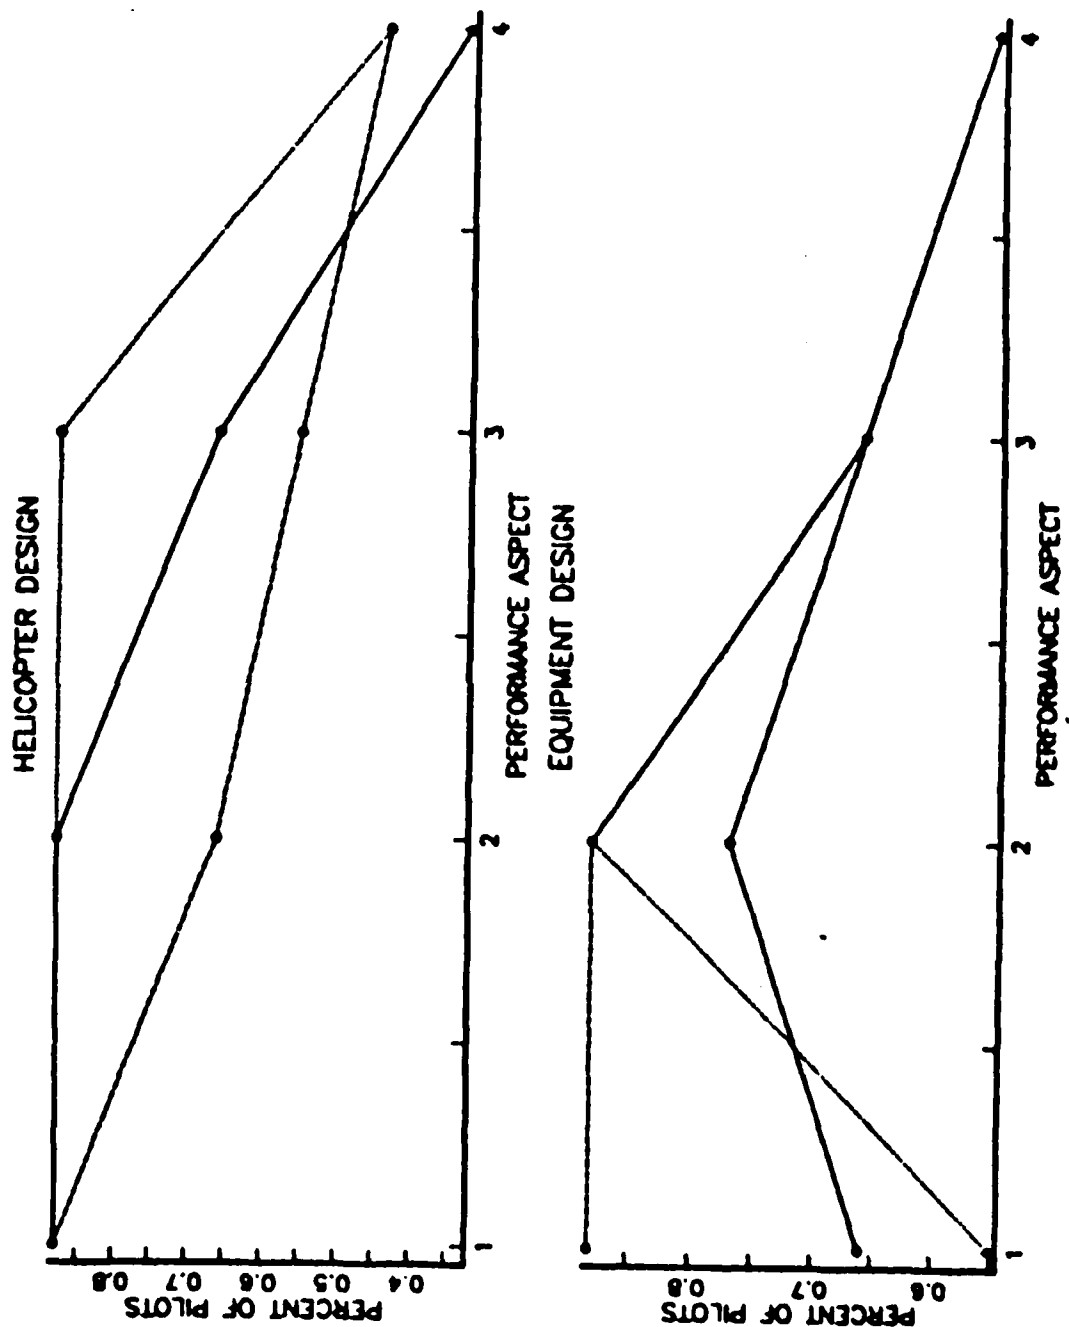 HELICOPTER DESIGN
PERCENT OF PILOTS
0.4 0.5 0.6 0.7 0.8
1 2 3 4
PERFORMANCE ASPECT
EQUIPMENT DESIGN
PERCENT OF PILOTS
0.6 0.7 0.8
1 2 3 4
PERFORMANCE ASPECT